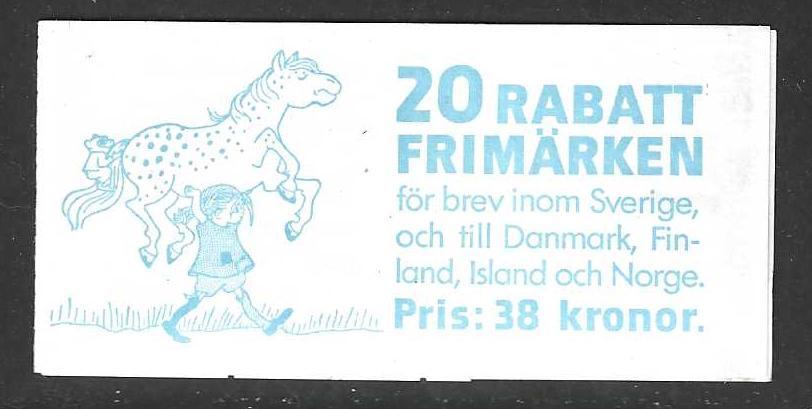 20 RABATT
FRIMÄRKEN
för brev inom Sverige,
och till Danmark, Fin-
land, Island och Norge.
Pris: 38 kronor.